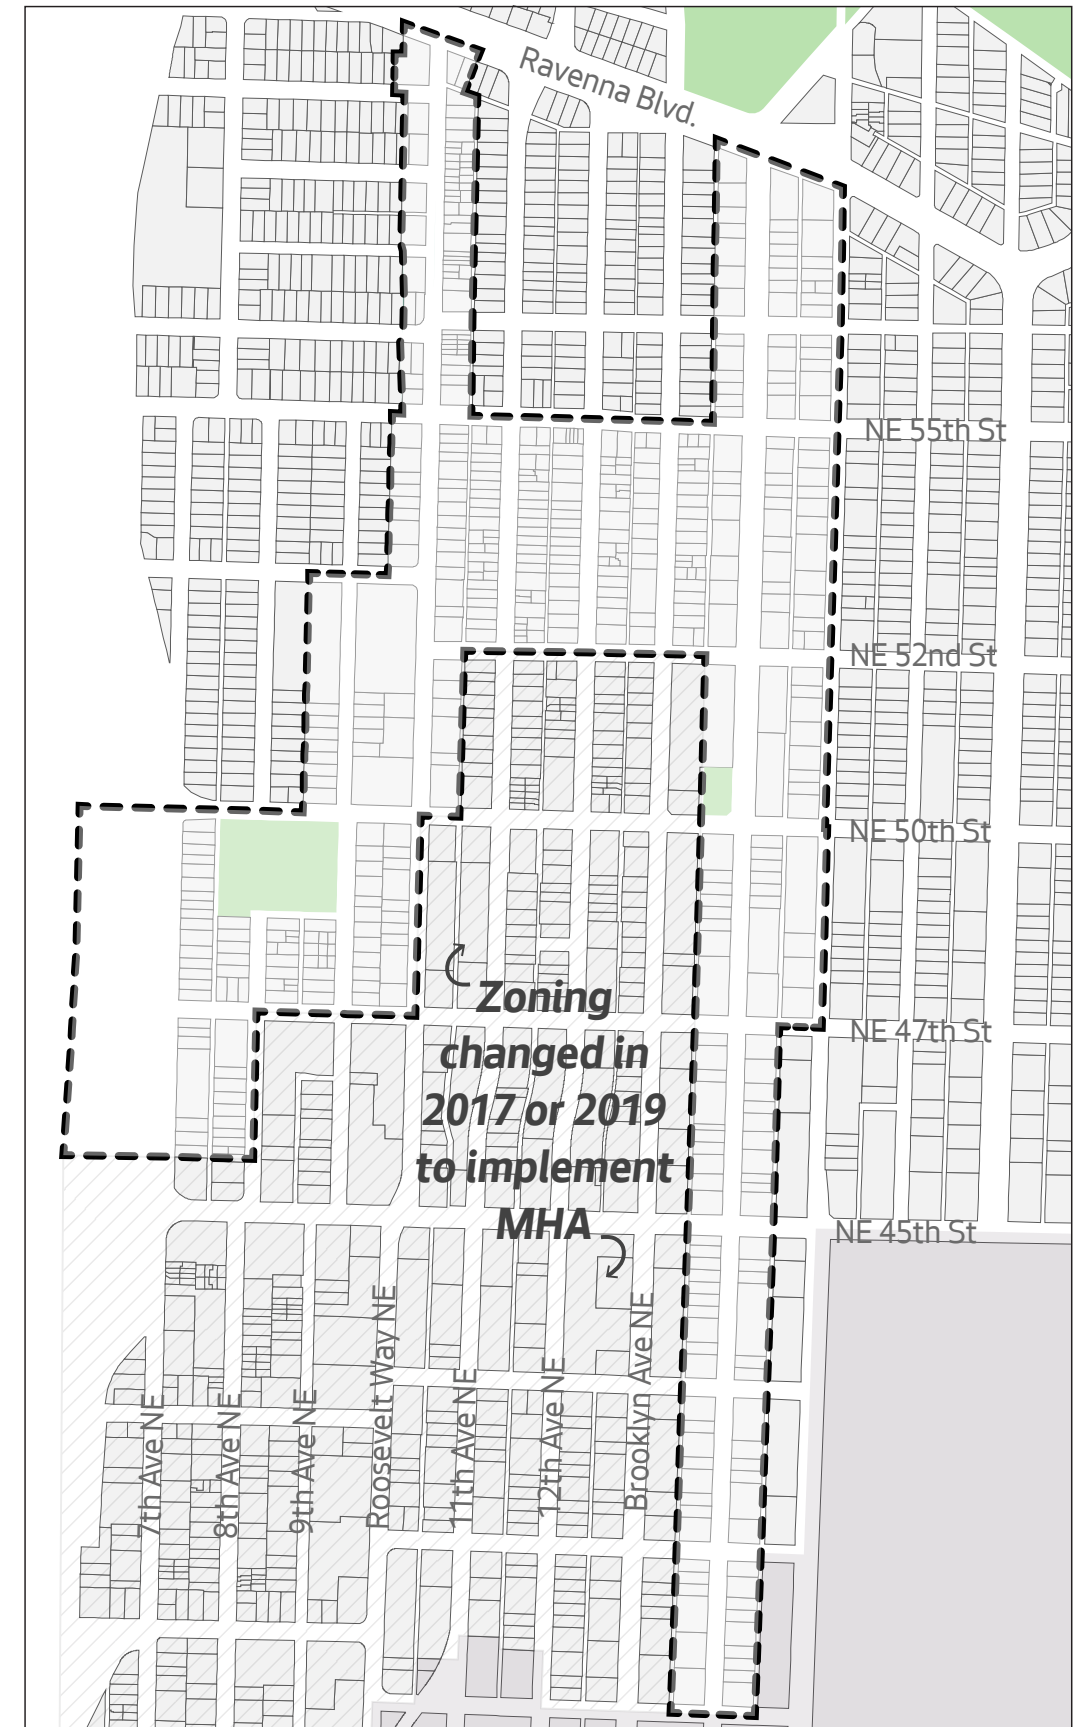 Ravenna Blvd.
NE 55th St
NE 52nd St
NE 50th St
Zoning
changed in
2017 or 2019
to implement
MHA
NE 47th St
NE 45th St
7th Ave NE
8th Ave NE
9th Ave NE
Roosevelt Way NE
11th Ave NE
12th Ave NE
Brooklyn Ave NE